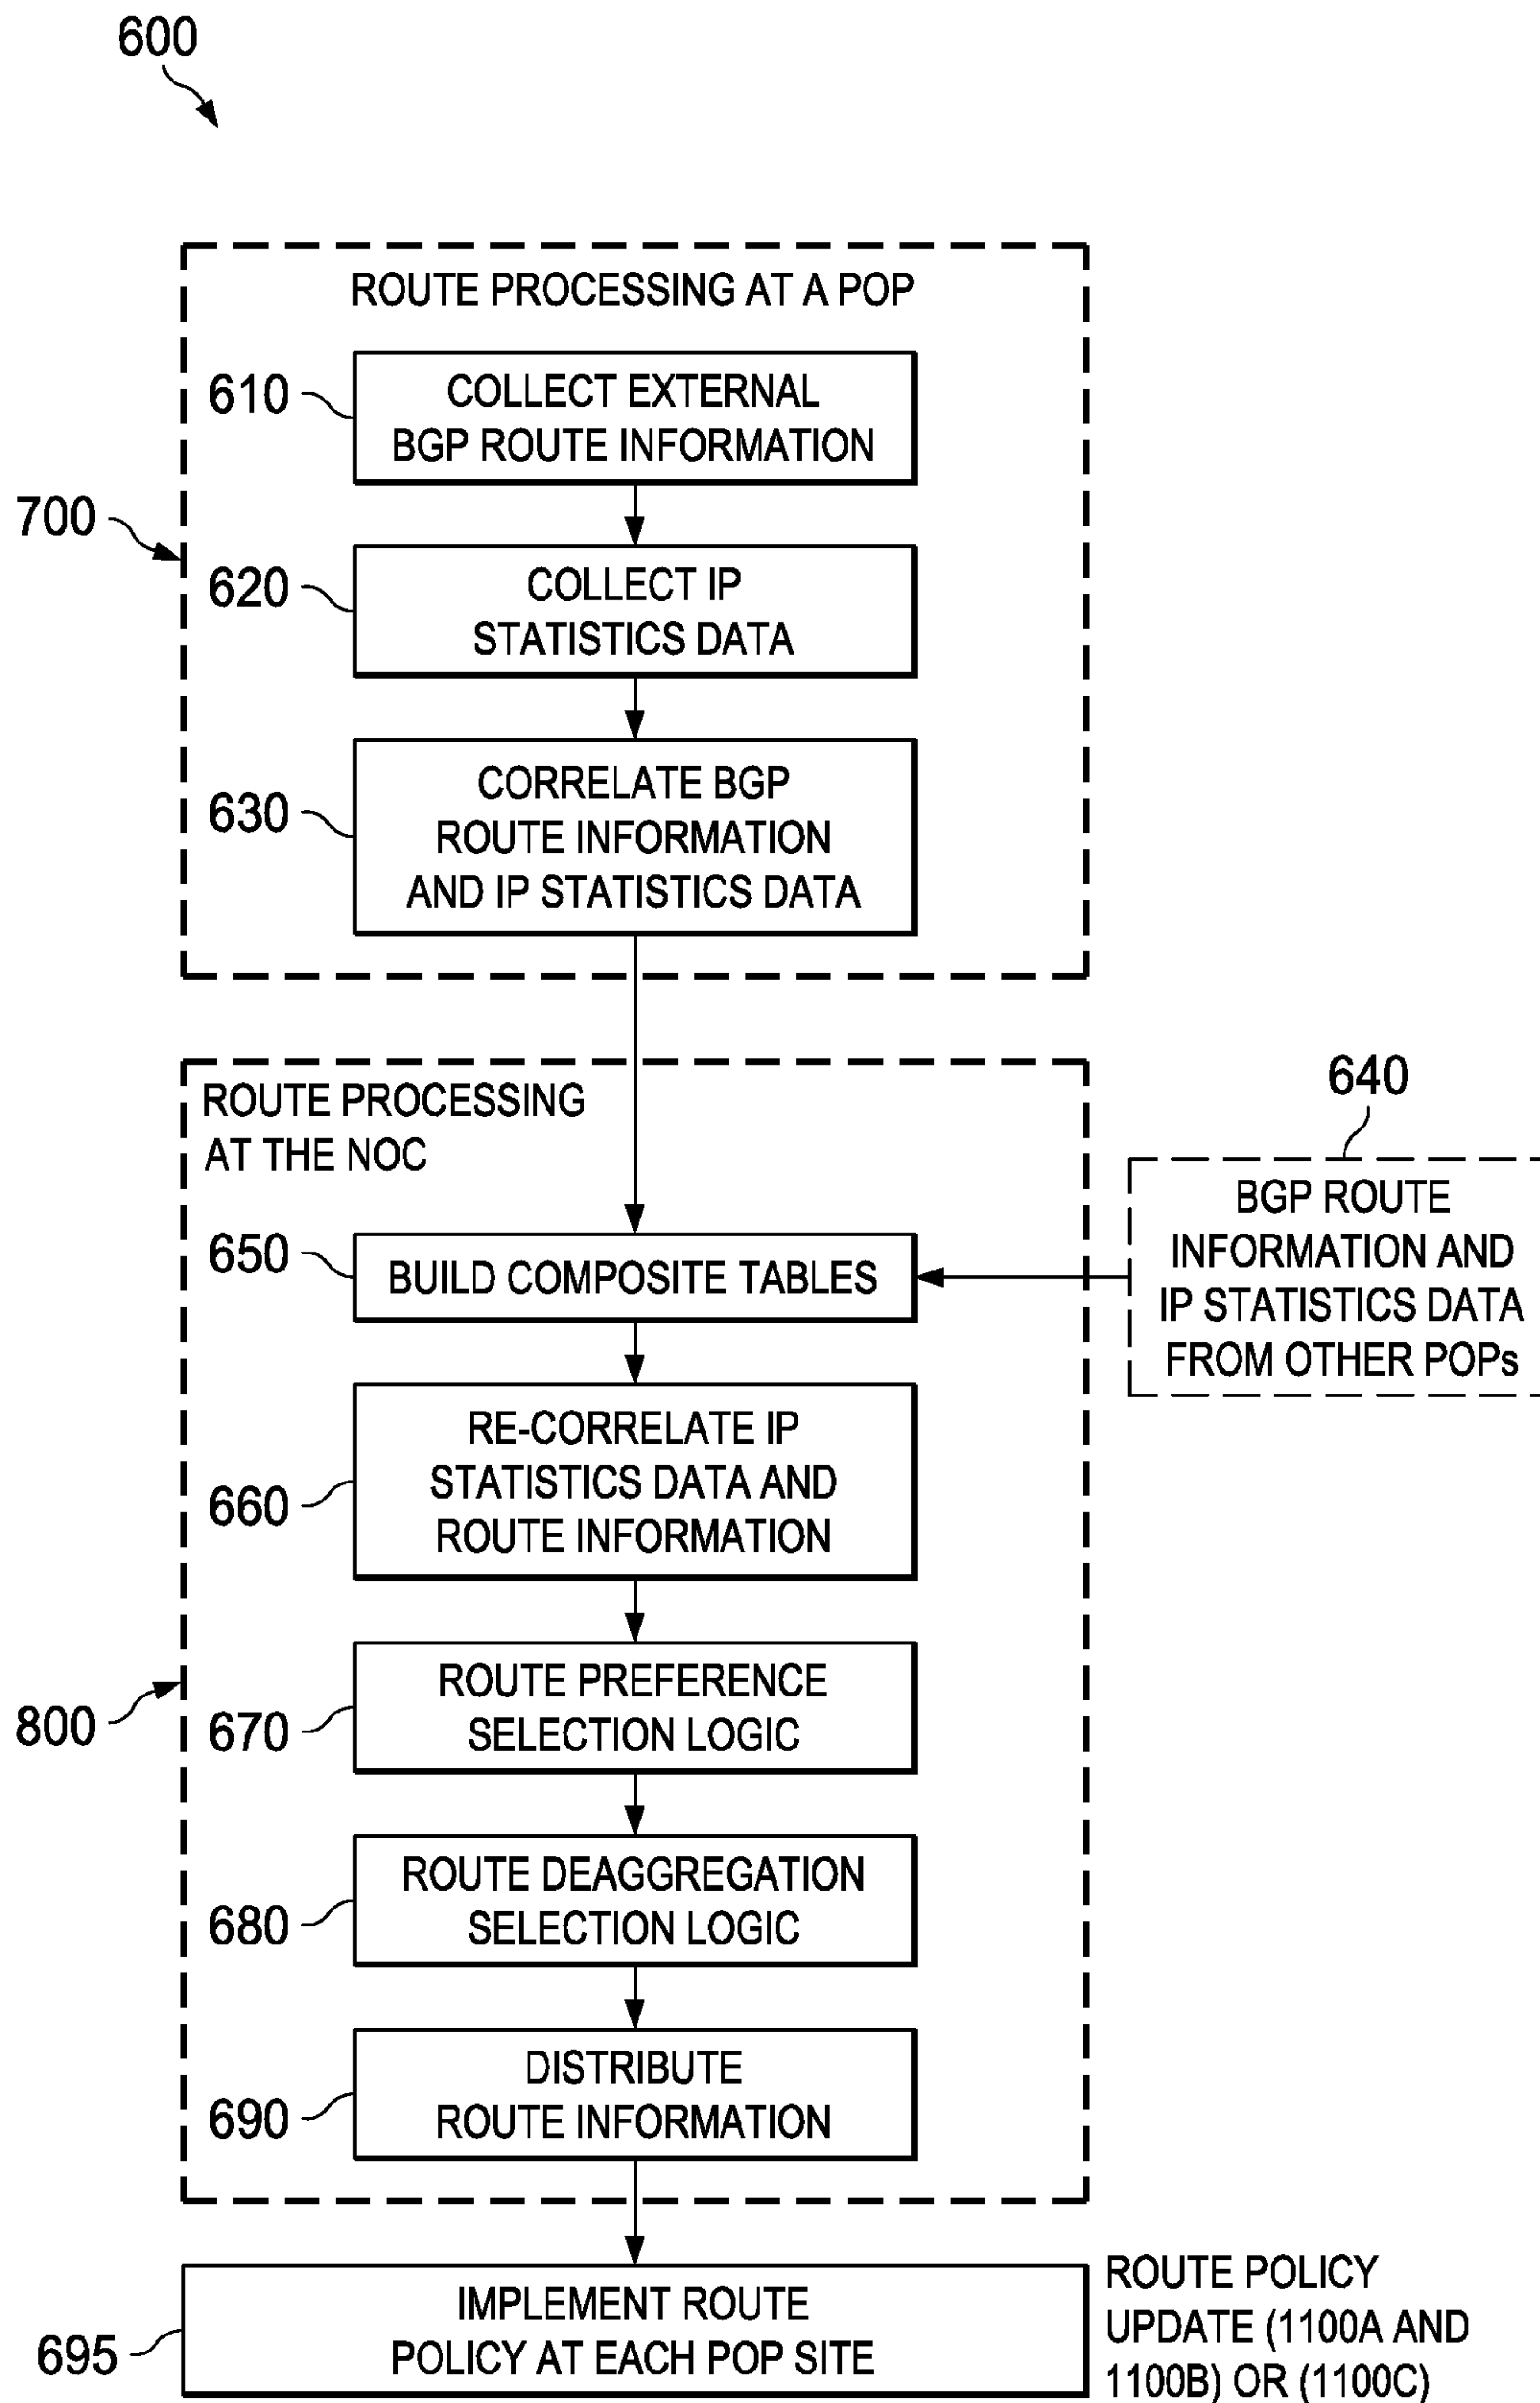 600
ROUTE PROCESSING AT A POP
610
COLLECT EXTERNAL
BGP ROUTE INFORMATION
700
620
COLLECT IP
STATISTICS DATA
630
CORRELATE BGP
ROUTE INFORMATION
AND IP STATISTICS DATA
ROUTE PROCESSING
AT THE NOC
640
BGP ROUTE
INFORMATION AND
IP STATISTICS DATA
FROM OTHER POPs
650
BUILD COMPOSITE TABLES
660
RE-CORRELATE IP
STATISTICS DATA AND
ROUTE INFORMATION
800
670
ROUTE PREFERENCE
SELECTION LOGIC
680
ROUTE DEAGGREGATION
SELECTION LOGIC
690
DISTRIBUTE
ROUTE INFORMATION
695
IMPLEMENT ROUTE
POLICY AT EACH POP SITE
ROUTE POLICY
UPDATE (1100A AND
1100B) OR (1100C)